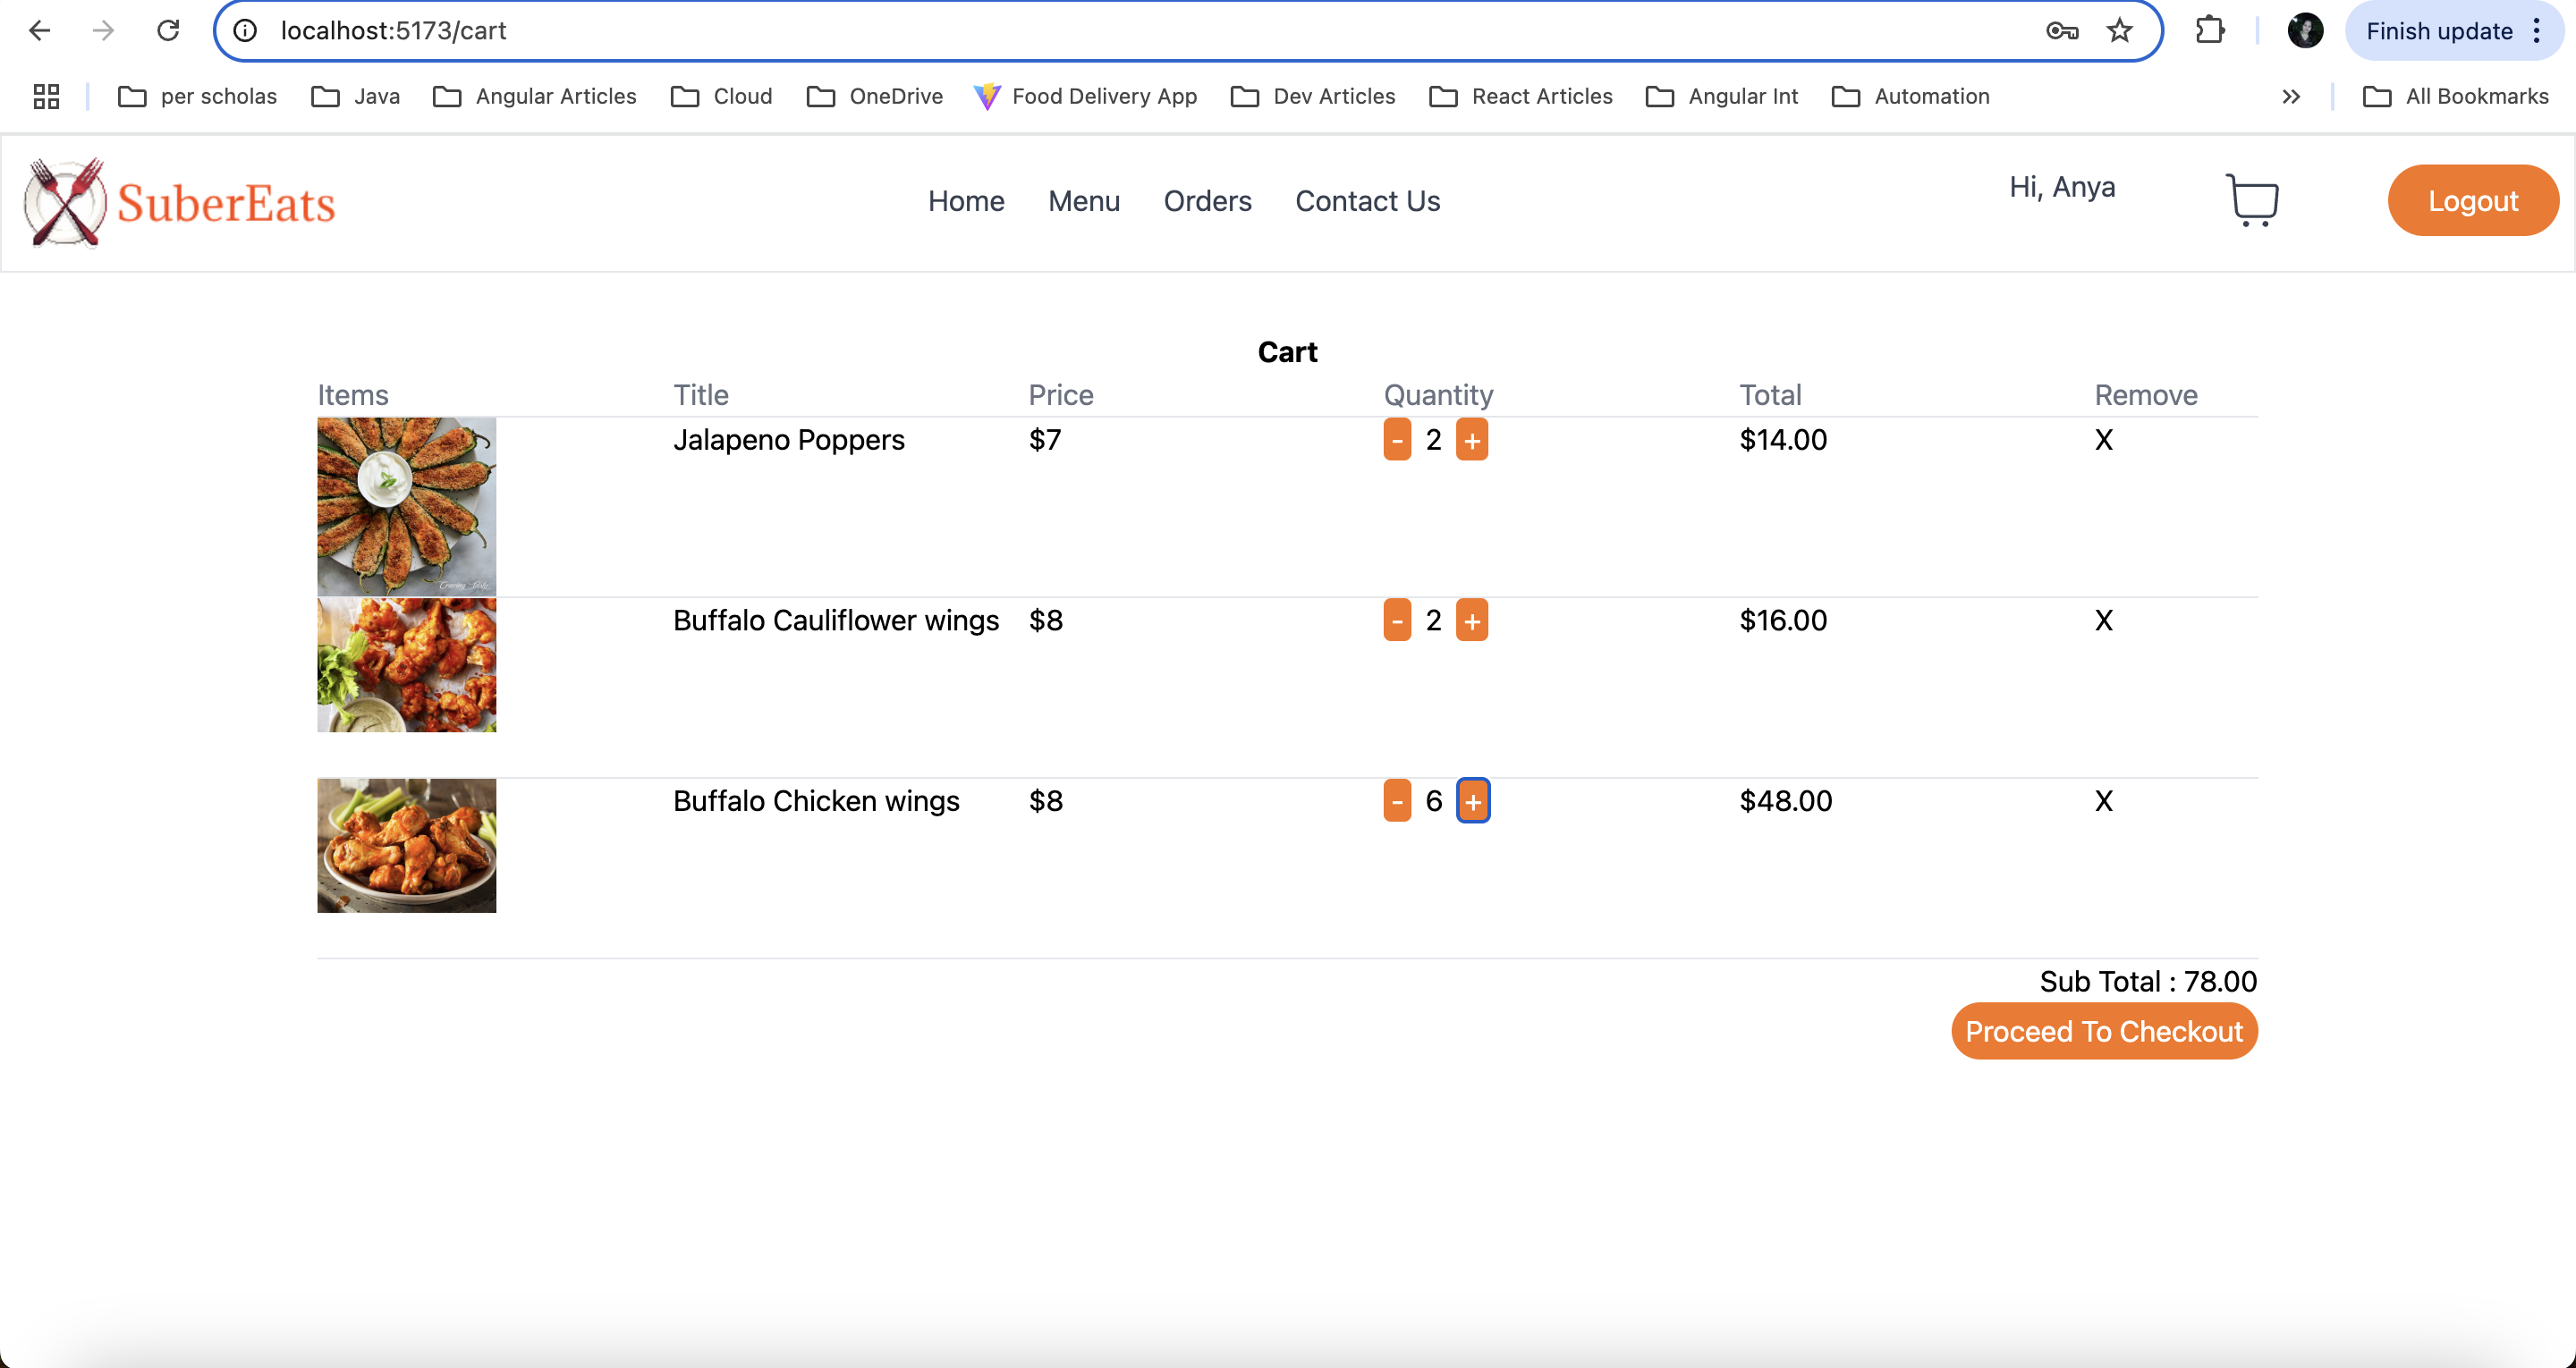 localhost:5173/cart
Finish update
per scholas Java Angular Articles Cloud OneDrive Food Delivery App Dev Articles React Articles Angular Int Automation » All Bookmarks
SuberEats Home Menu Orders Contact Us Hi, Anya Logout
Cart
Items Title Price Quantity Total Remove
Jalapeno Poppers $7 - 2 + $14.00 X
Buffalo Cauliflower wings $8 - 2 + $16.00 X
Buffalo Chicken wings $8 - 6 + $48.00 X
Sub Total : 78.00
Proceed To Checkout